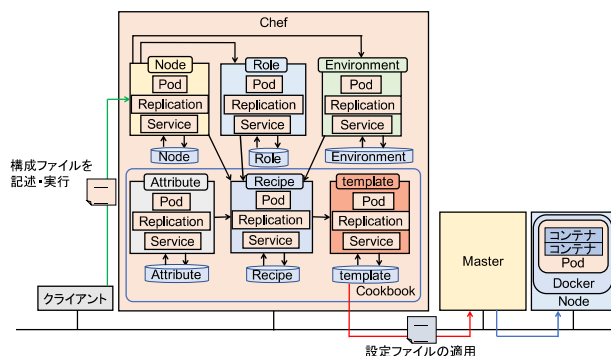 Chef
Node
Pod
Replication
Service
Node
Role
Pod
Replication
Service
Role
Environment
Pod
Replication
Service
Environment
構成ファイルを
記述・実行
Attribute
Pod
Replication
Service
Attribute
Recipe
Pod
Replication
Service
Recipe
template
Pod
Replication
Service
template
Cookbook
クライアント
Master
コンテナ
コンテナ
Pod
Docker
Node
設定ファイルの適用